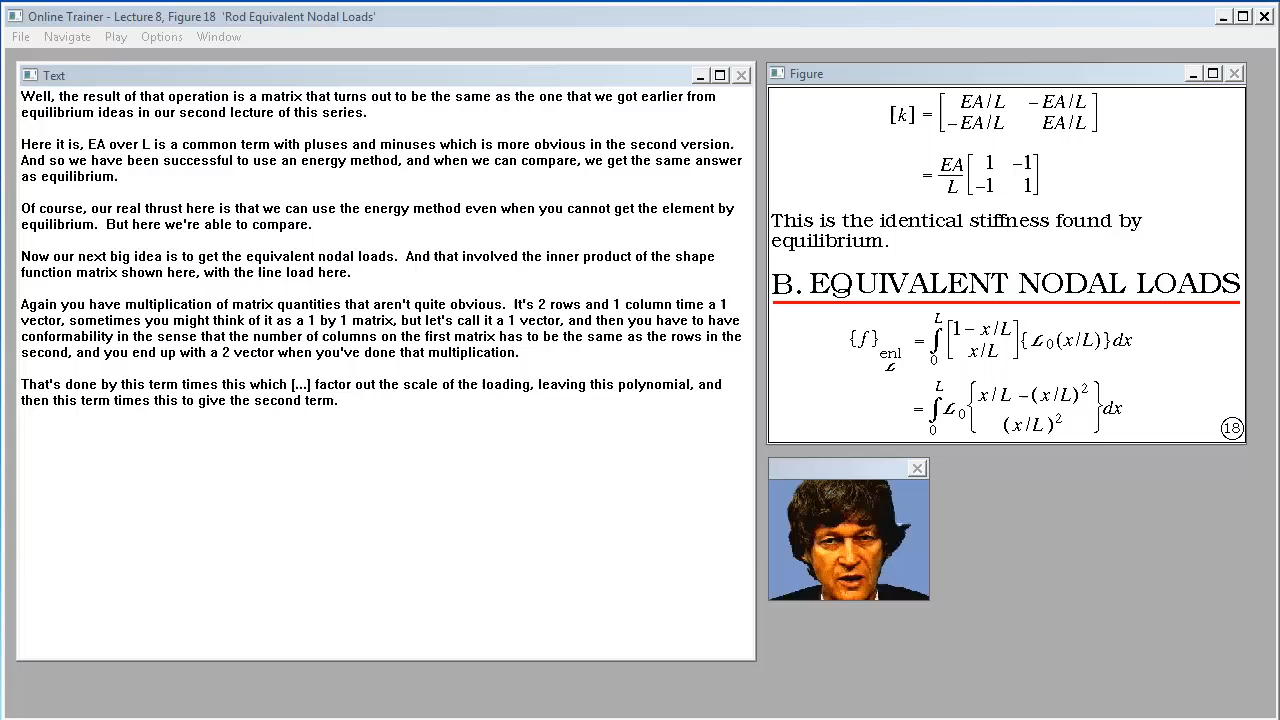 Online Trainer - Lecture 8, Figure 18 'Rod Equivalent Nodal Loads'
File Navigate Play Options Window
Text
Well, the result of that operation is a matrix that turns out to be the same as the one that we got earlier from
equilibrium ideas in our second lecture of this series.
Here it is, EA over L is a common term with pluses and minuses which is more obvious in the second version.
And so we have been successful to use an energy method, and when we can compare, we get the same answer
as equilibrium.
Of course, our real thrust here is that we can use the energy method even when you cannot get the element by
equilibrium. But here we're able to compare.
Now our next big idea is to get the equivalent nodal loads. And that involved the inner product of the shape
function matrix shown here, with the line load here.
Again you have multiplication of matrix quantities that aren't quite obvious. It's 2 rows and 1 column time a 1
vector, sometimes you might think of it as a 1 by 1 matrix, but let's call it a 1 vector, and then you have to have
conformability in the sense that the number of columns on the first matrix has to be the same as the rows in the
second, and you end up with a 2 vector when you've done that multiplication.
That's done by this term times this which [...] factor out the scale of the loading, leaving this polynomial, and
then this term times this to give the second term.
Figure
[k] = [ EA/L -EA/L
-EA/L EA/L ]
= EA/L [ 1 -1
-1 1 ]
This is the identical stiffness found by
equilibrium.
B. EQUIVALENT NODAL LOADS
{f} enl ℒ = ∫ 0 L [ 1 - x/L
x/L ] {ℒ0(x/L)}dx
= ∫ 0 L ℒ0 { x/L - (x/L)²
(x/L)² } dx
18